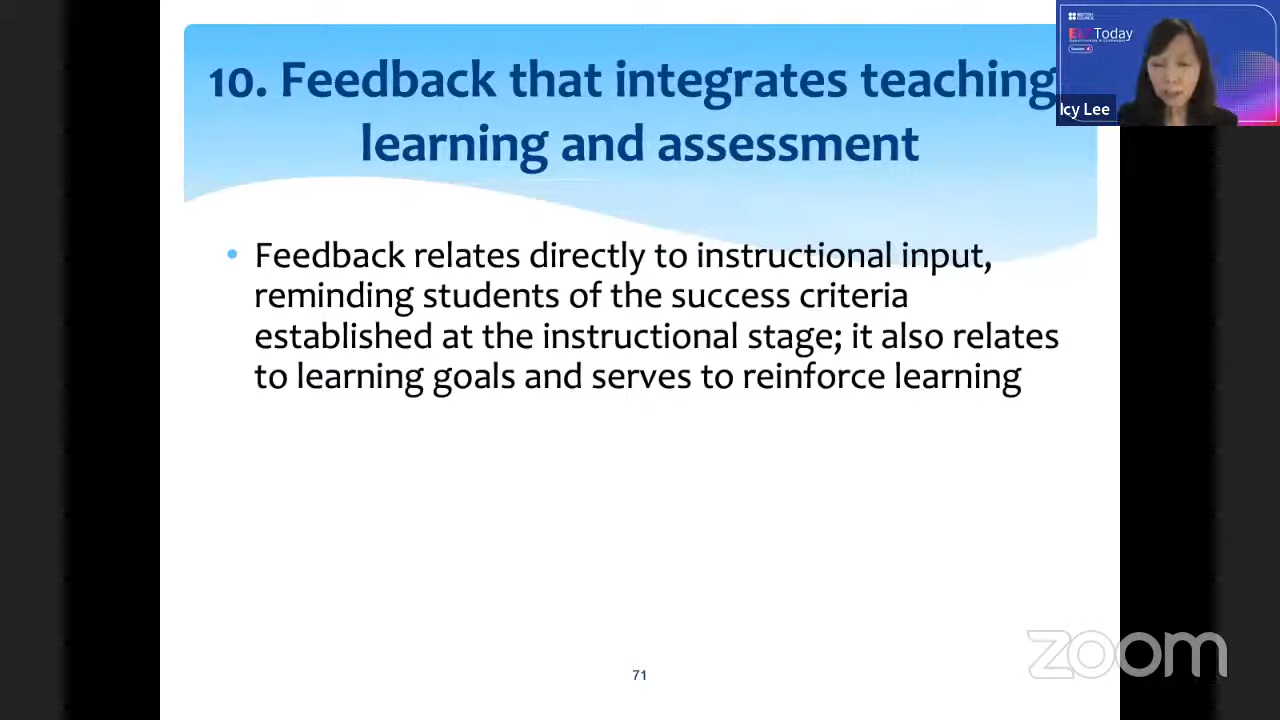 10. Feedback that integrates teaching
learning and assessment
• Feedback relates directly to instructional input,
reminding students of the success criteria
established at the instructional stage; it also relates
to learning goals and serves to reinforce learning
71
BRITISH
COUNCIL
Today
Icy Lee
zoom